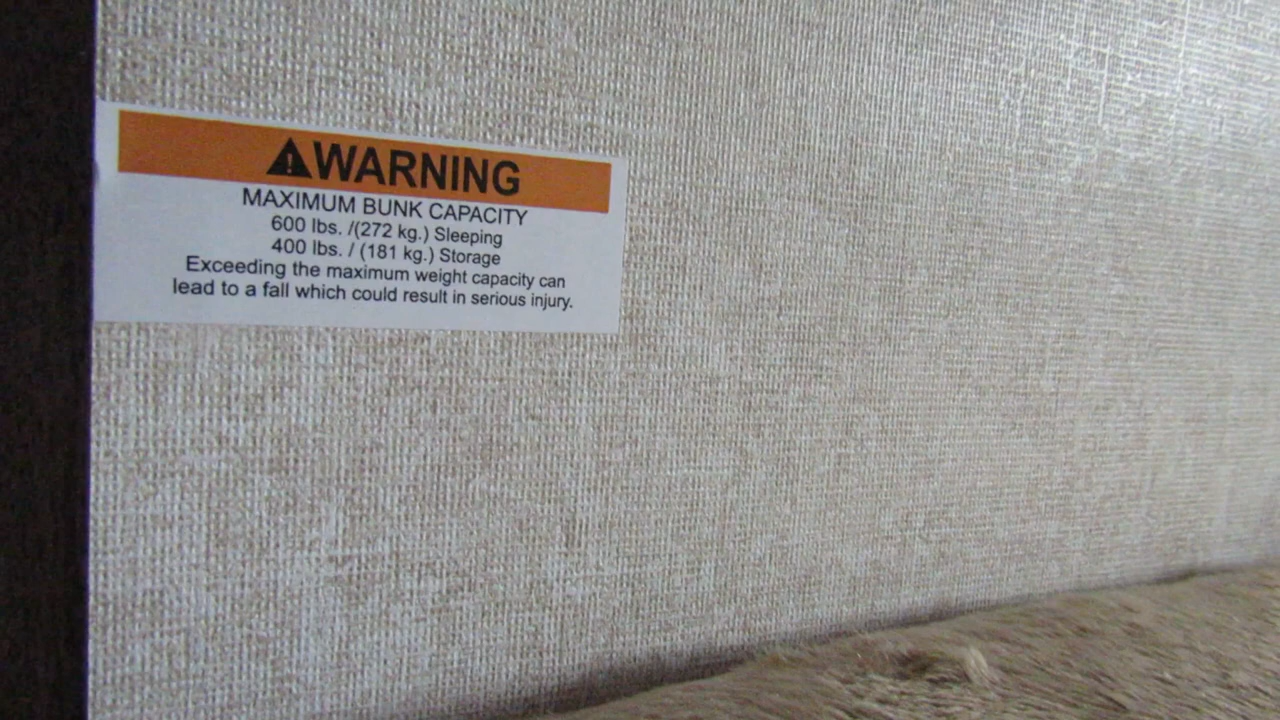 WARNING
MAXIMUM BUNK CAPACITY
600 lbs. /(272 kg.) Sleeping
400 lbs. / (181 kg.) Storage
Exceeding the maximum weight capacity can
lead to a fall which could result in serious injury.